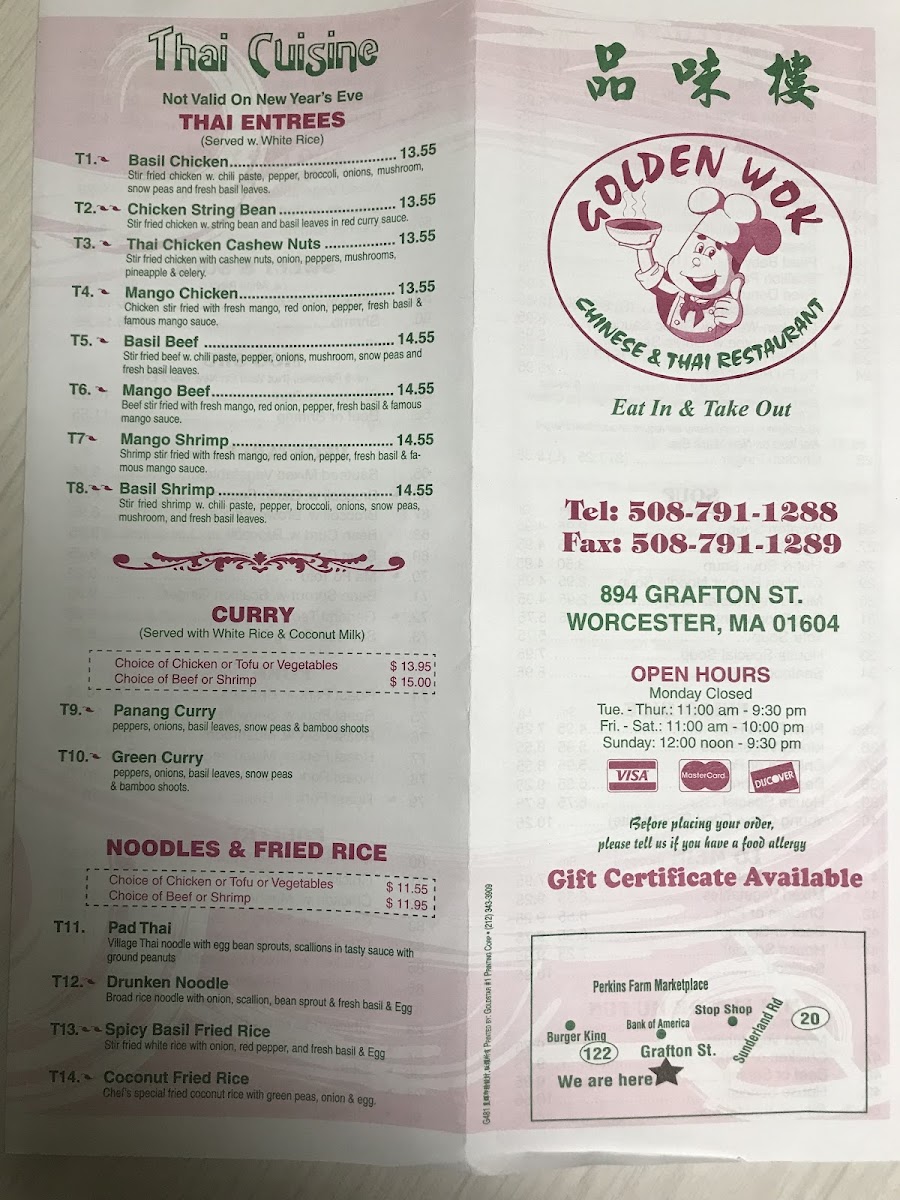 Thai Cuisine
Not Valid On New Year's Eve
THAI ENTREES
(Served w. White Rice)
T1. Basil Chicken........................................ 13.55
Stir fried chicken w. chili paste, pepper, broccoli, onions, mushroom,
snow peas and fresh basil leaves.
T2. Chicken String Bean ............................ 13.55
Stir fried chicken w. string bean and basil leaves in red curry sauce.
T3. Thai Chicken Cashew Nuts ................. 13.55
Stir fried chicken with cashew nuts, onion, peppers, mushrooms,
pineapple & celery.
T4. Mango Chicken..................................... 13.55
Chicken stir fried with fresh mango, red onion, pepper, fresh basil &
famous mango sauce.
T5. Basil Beef ............................................. 14.55
Stir fried beef w. chili paste, pepper, onions, mushroom, snow peas and
fresh basil leaves.
T6. Mango Beef........................................... 14.55
Beef stir fried with fresh mango, red onion, pepper, fresh basil & famous
mango sauce.
T7 Mango Shrimp ...................................... 14.55
Shrimp stir fried with fresh mango, red onion, pepper, fresh basil & fa-
mous mango sauce.
T8. Basil Shrimp ......................................... 14.55
Stir fried shrimp w. chili paste, pepper, broccoli, onions, snow peas,
mushroom, and fresh basil leaves.
CURRY
(Served with White Rice & Coconut Milk)
Choice of Chicken or Tofu or Vegetables $ 13.95
Choice of Beef or Shrimp $ 15.00
T9. Panang Curry
peppers, onions, basil leaves, snow peas & bamboo shoots
T10. Green Curry
peppers, onions, basil leaves, snow peas
& bamboo shoots.
NOODLES & FRIED RICE
Choice of Chicken or Tofu or Vegetables $ 11.55
Choice of Beef or Shrimp $ 11.95
T11. Pad Thai
Village Thai noodle with egg bean sprouts, scallions in tasty sauce with
ground peanuts
T12. Drunken Noodle
Broad rice noodle with onion, scallion, bean sprout & fresh basil & Egg
T13. Spicy Basil Fried Rice
Stir fried white rice with onion, red pepper, and fresh basil & Egg
T14. Coconut Fried Rice
Chef's special fried coconut rice with green peas, onion & egg.
品味樓
GOLDEN WOK
CHINESE & THAI RESTAURANT
Eat In & Take Out
Tel: 508-791-1288
Fax: 508-791-1289
894 GRAFTON ST.
WORCESTER, MA 01604
OPEN HOURS
Monday Closed
Tue. - Thur.: 11:00 am - 9:30 pm
Fri. - Sat.: 11:00 am - 10:00 pm
Sunday: 12:00 noon - 9:30 pm
VISA MasterCard DISCOVER
Before placing your order,
please tell us if you have a food allergy
Gift Certificate Available
G481 PRINTED BY: GOLDSTAR #1 PRINTING CORP • (212) 343-3909
Perkins Farm Marketplace
Stop Shop
Bank of America
Burger King
Sunderland Rd
20
122
Grafton St.
We are here